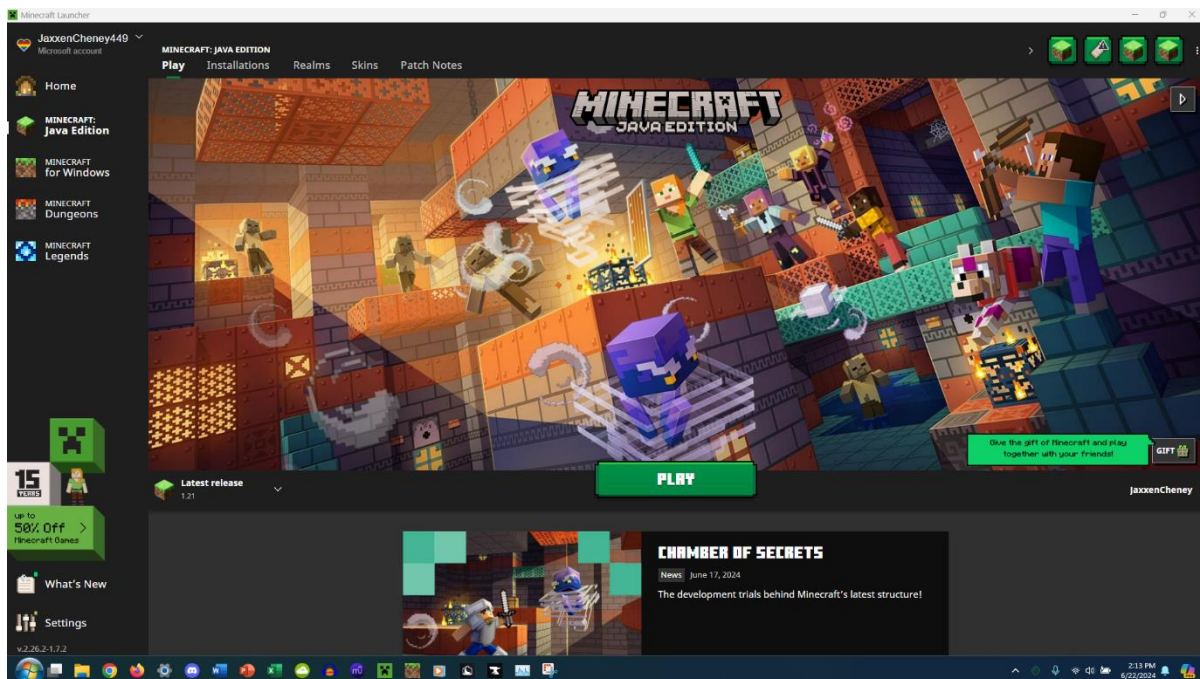 Minecraft Launcher
JaxxenCheney449
Microsoft account
Home
MINECRAFT:
Java Edition
MINECRAFT
for Windows
MINECRAFT
Dungeons
MINECRAFT
Legends
15
YEARS
up to
50% Off
Minecraft Games
What's New
Settings
v.2.26.2-1.7.2
MINECRAFT: JAVA EDITION
Play Installations Realms Skins Patch Notes
MINECRAFT
JAVA EDITION
Give the gift of Minecraft and play
together with your friends!
GIFT
Latest release
1.21
PLAY
JaxxenCheney
CHAMBER OF SECRETS
News June 17, 2024
The development trials behind Minecraft's latest structure!
2:13 PM
6/22/2024